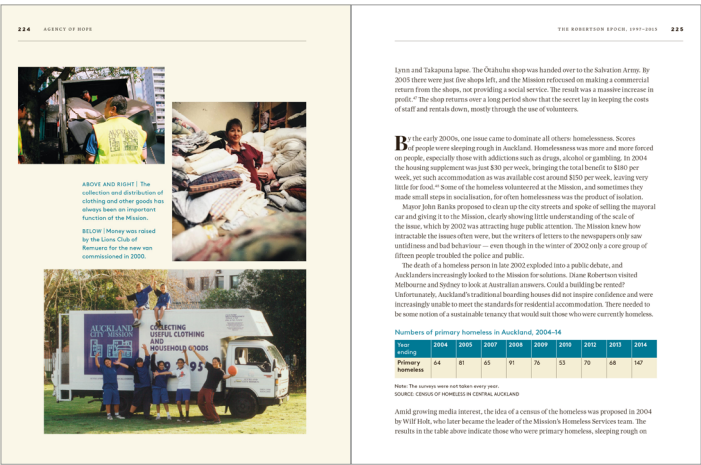 224 AGENCY OF HOPE
ABOVE AND RIGHT | The
collection and distribution of
clothing and other goods has
always been an important
function of the Mission.
BELOW | Money was raised
by the Lions Club of
Remuera for the new van
commissioned in 2000.
AUCKLAND
CITY MISSION
COLLECTING
USEFUL CLOTHING
AND
HOUSEHOLD GOODS
THE ROBERTSON EPOCH, 1997–2015 225
Lynn and Takapuna lapse. The Ōtāhuhu shop was handed over to the Salvation Army. By
2005 there were just five shops left, and the Mission refocused on making a commercial
return from the shops, not providing a social service. The result was a massive increase in
profit.⁴⁷ The shop returns over a long period show that the secret lay in keeping the costs
of staff and rentals down, mostly through the use of volunteers.
By the early 2000s, one issue came to dominate all others: homelessness. Scores
of people were sleeping rough in Auckland. Homelessness was more and more forced
on people, especially those with addictions such as drugs, alcohol or gambling. In 2004
the housing supplement was just $30 per week, bringing the total benefit to $180 per
week, yet such accommodation as was available cost around $150 per week, leaving very
little for food.⁴⁸ Some of the homeless volunteered at the Mission, and sometimes they
made small steps in socialisation, for often homelessness was the product of isolation.
Mayor John Banks proposed to clean up the city streets and spoke of selling the mayoral
car and giving it to the Mission, clearly showing little understanding of the scale of
the issue, which by 2002 was attracting huge public attention. The Mission knew how
intractable the issues often were, but the writers of letters to the newspapers only saw
untidiness and bad behaviour — even though in the winter of 2002 only a core group of
fifteen people troubled the police and public.
The death of a homeless person in late 2002 exploded into a public debate, and
Aucklanders increasingly looked to the Mission for solutions. Diane Robertson visited
Melbourne and Sydney to look at Australian answers. Could a building be rented?
Unfortunately, Auckland's traditional boarding houses did not inspire confidence and were
increasingly unable to meet the standards for residential accommodation. There needed to
be some notion of a sustainable tenancy that would suit those who were currently homeless.
Numbers of primary homeless in Auckland, 2004–14
Year ending 2004 2005 2007 2008 2009 2010 2012 2013 2014
Primary homeless 64 81 65 91 76 53 70 68 147
Note: The surveys were not taken every year.
SOURCE: CENSUS OF HOMELESS IN CENTRAL AUCKLAND
Amid growing media interest, the idea of a census of the homeless was proposed in 2004
by Wilf Holt, who later became the leader of the Mission's Homeless Services team. The
results in the table above indicate those who were primary homeless, sleeping rough on